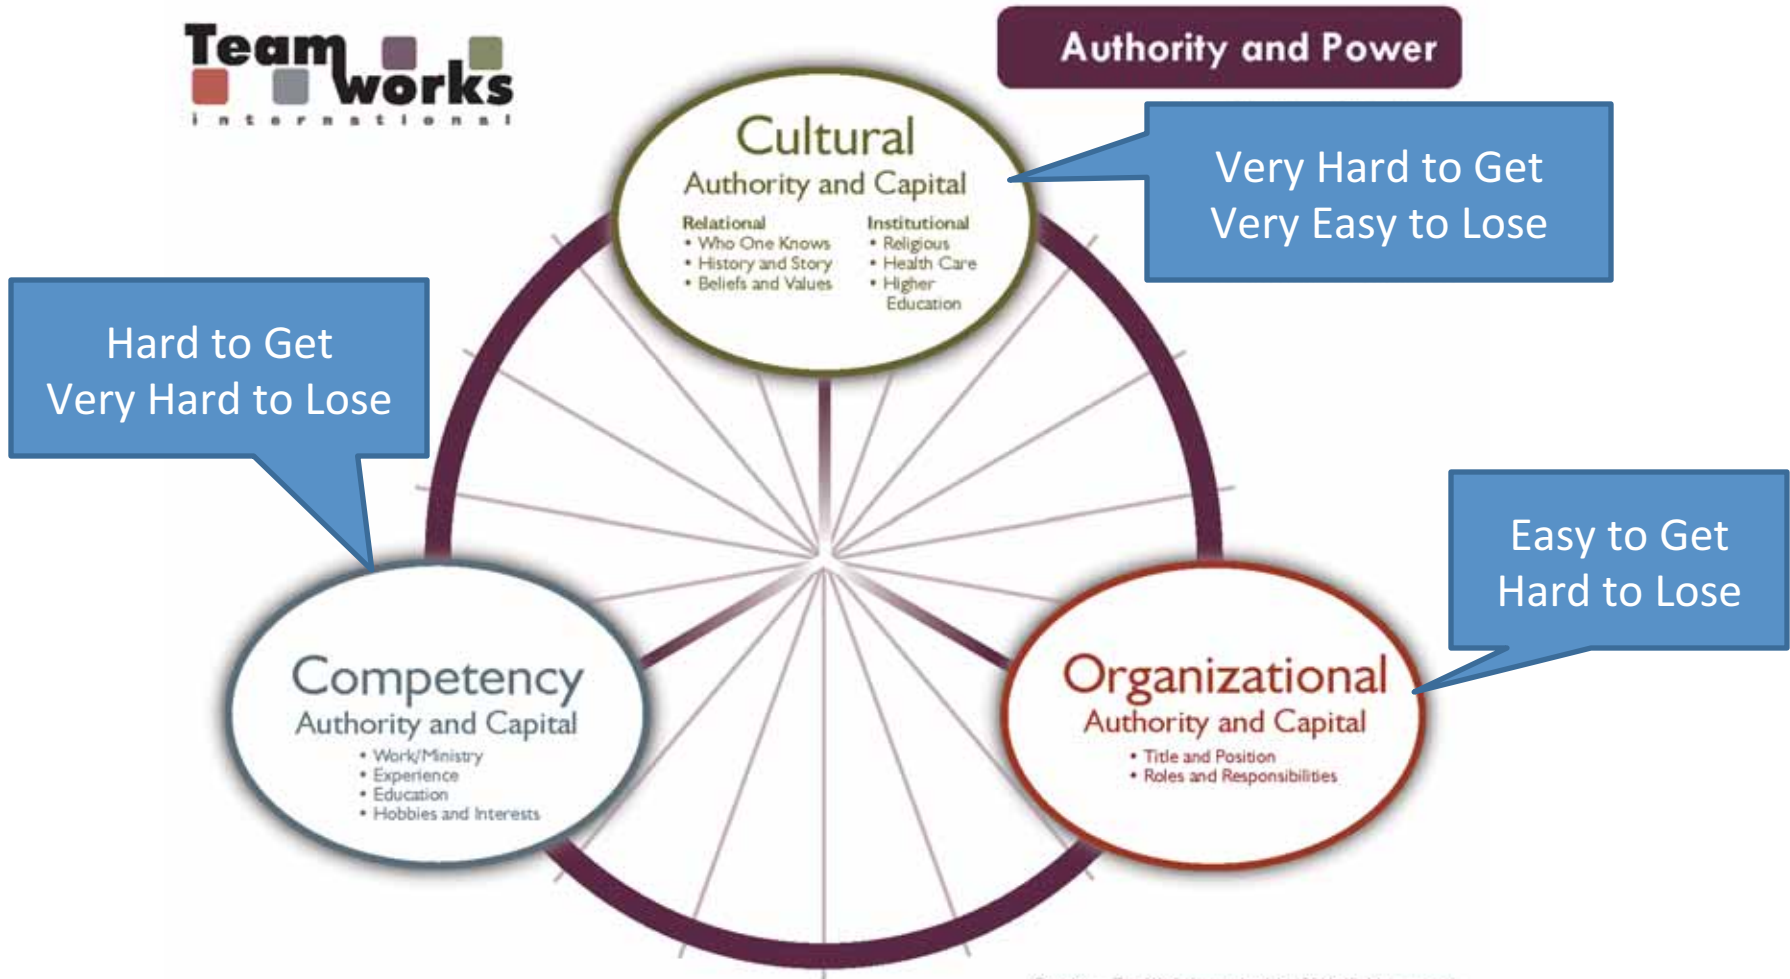 Team
works
international
Authority and Power
Cultural
Authority and Capital
Relational
• Who One Knows
• History and Story
• Beliefs and Values
Institutional
• Religious
• Health Care
• Higher
Education
Very Hard to Get
Very Easy to Lose
Hard to Get
Very Hard to Lose
Easy to Get
Hard to Lose
Competency
Authority and Capital
• Work/Ministry
• Experience
• Education
• Hobbies and Interests
Organizational
Authority and Capital
• Title and Position
• Roles and Responsibilities